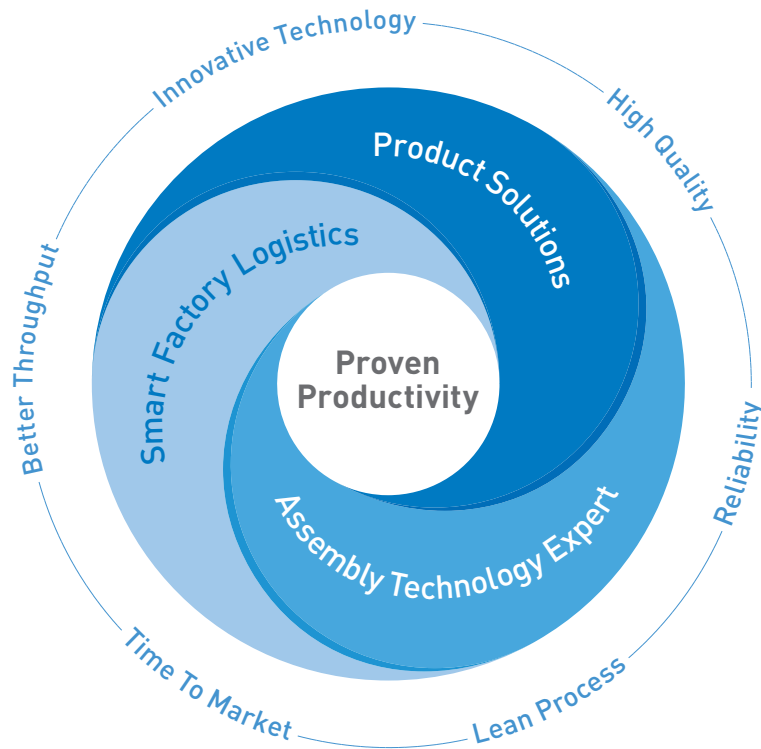 Innovative Technology
High Quality
Reliability
Lean Process
Time To Market
Better Throughput
Product Solutions
Smart Factory Logistics
Assembly Technology Expert
Proven
Productivity